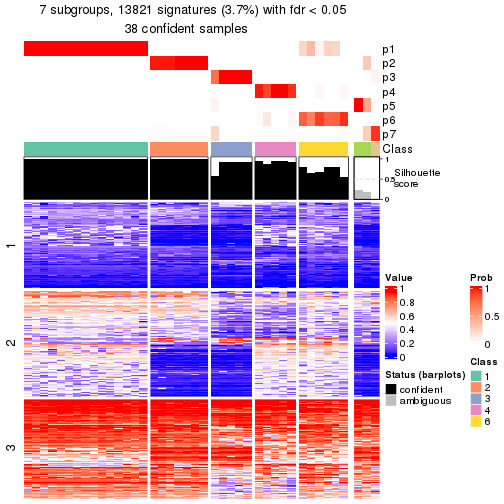 7 subgroups, 13821 signatures (3.7%) with fdr < 0.05
38 confident samples
p1
p2
p3
p4
p5
p6
p7
Class
1
0.5
0
Silhouette
score
1
2
3
Value
1
0.8
0.6
0.4
0.2
0
Prob
1
0.5
0
Status (barplots)
confident
ambiguous
Class
1
2
3
4
6